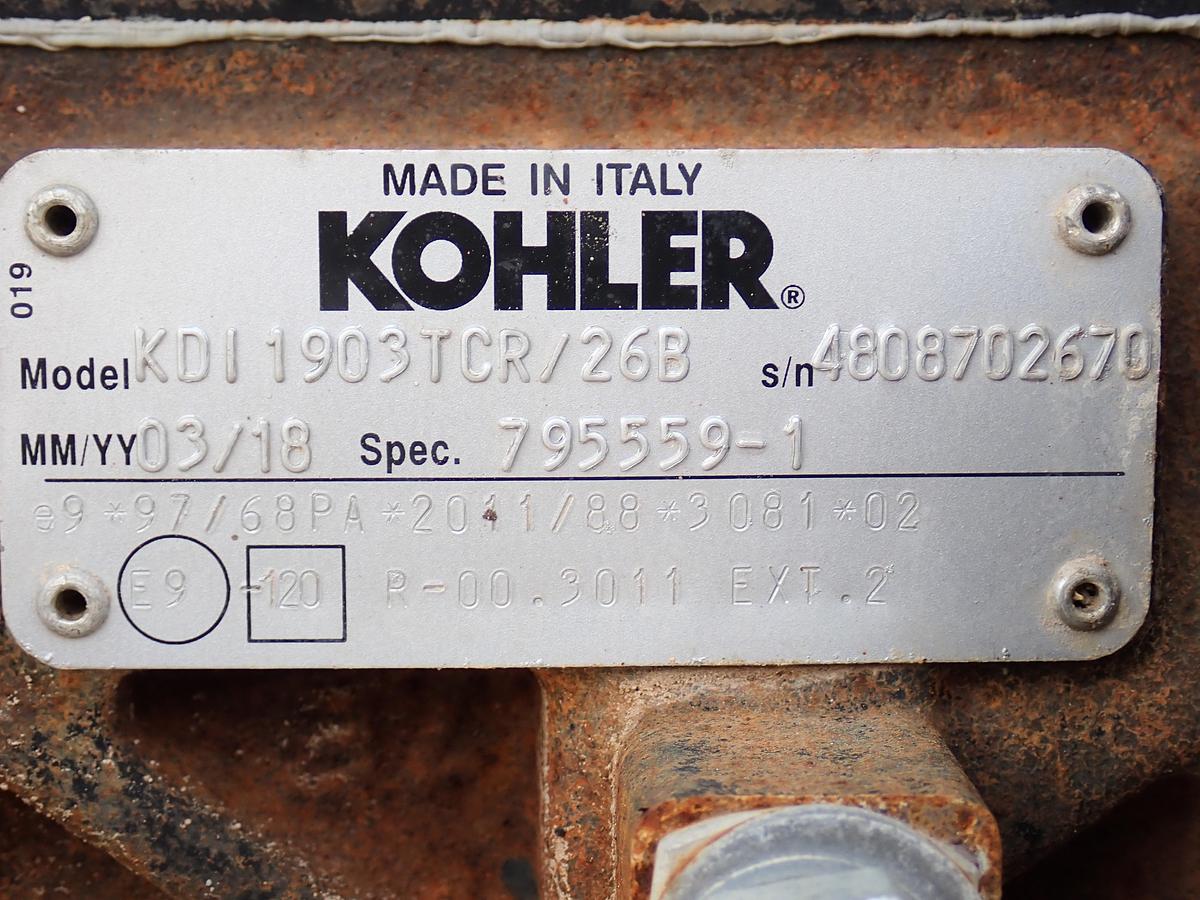 MADE IN ITALY
KOHLER®
019
Model KDI 1903TCR/26B s/n 4808702670
MM/YY 03/18 Spec. 795559-1
e9*97/68PA*2011/88*3081*02
E9 -120 R-00.3011 EXT.2